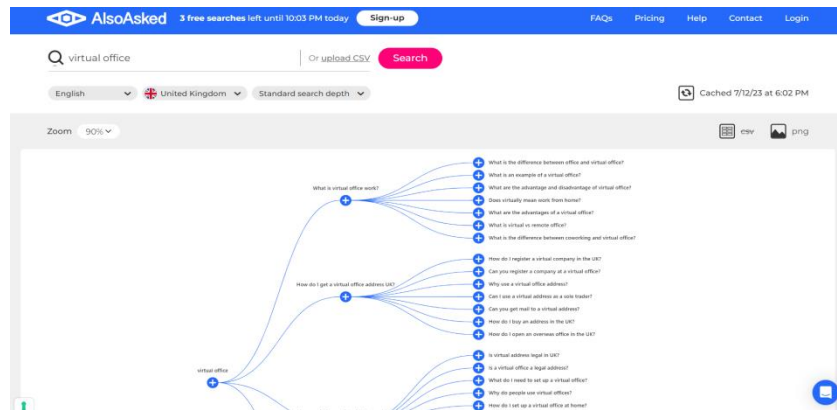 AlsoAsked 3 free searches left until 10:03 PM today Sign-up FAQs Pricing Help Contact Login
virtual office Or upload CSV Search
English United Kingdom Standard search depth Cached 7/12/23 at 6:02 PM
Zoom 90% csv png
What is virtual office work?
What is the difference between office and virtual office?
What is an example of a virtual office?
What are the advantage and disadvantage of virtual office?
Does virtually mean work from home?
What are the advantages of a virtual office?
What is virtual vs remote office?
What is the difference between coworking and virtual office?
How do I get a virtual office address UK?
How do I register a virtual company in the UK?
Can you register a company at a virtual office?
Why use a virtual office address?
Can I use a virtual address as a sole trader?
Can you get mail to a virtual address?
How do I buy an address in the UK?
How do I open an overseas office in the UK?
virtual office
Is virtual address legal in UK?
Is a virtual office a legal address?
What do I need to set up a virtual office?
Why do people use virtual offices?
How do I set up a virtual office at home?